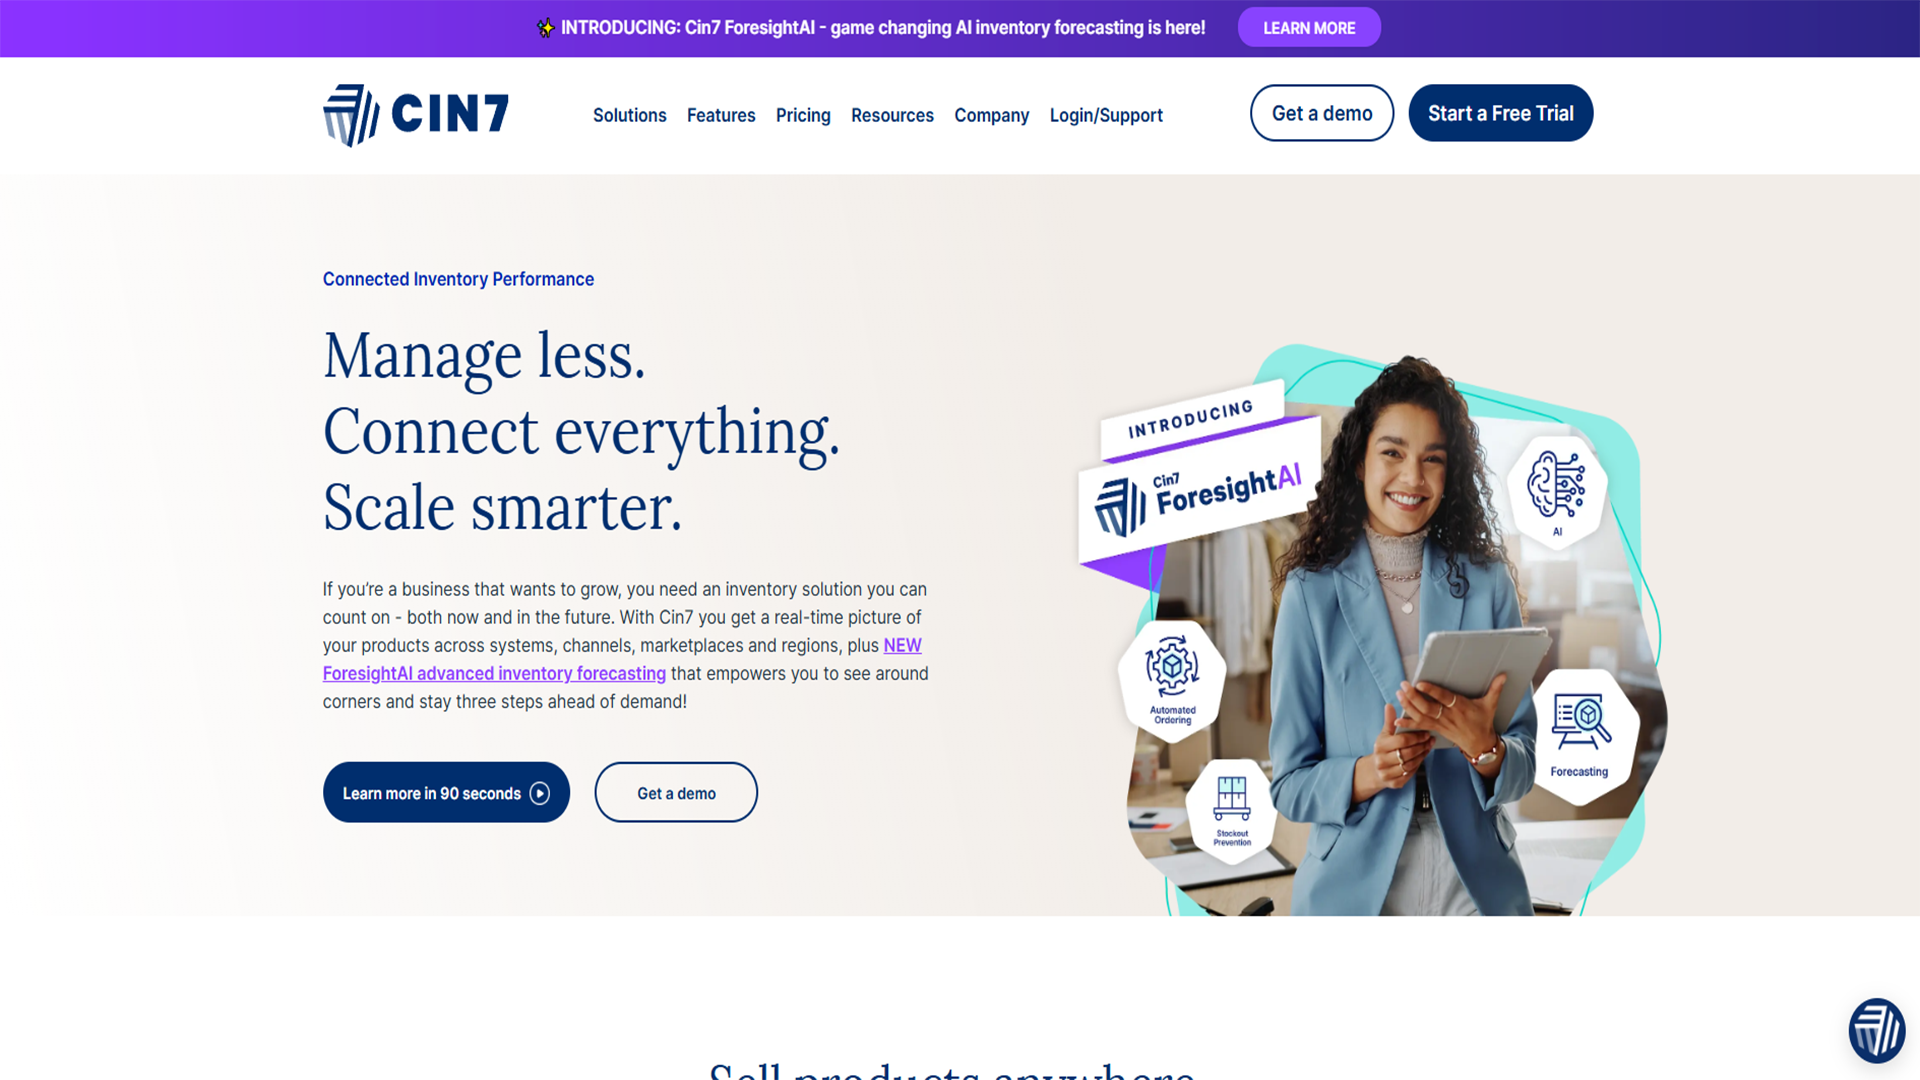 ✨ INTRODUCING: Cin7 ForesightAI - game changing AI inventory forecasting is here!
LEARN MORE
CIN7
Solutions
Features
Pricing
Resources
Company
Login/Support
Get a demo
Start a Free Trial
Connected Inventory Performance
Manage less.
Connect everything.
Scale smarter.
If you’re a business that wants to grow, you need an inventory solution you can
count on - both now and in the future. With Cin7 you get a real-time picture of
your products across systems, channels, marketplaces and regions, plus NEW
ForesightAI advanced inventory forecasting that empowers you to see around
corners and stay three steps ahead of demand!
Learn more in 90 seconds
Get a demo
INTRODUCING
Cin7
ForesightAI
AI
Automated
Ordering
Forecasting
Stockout
Prevention
Sell products anywhere